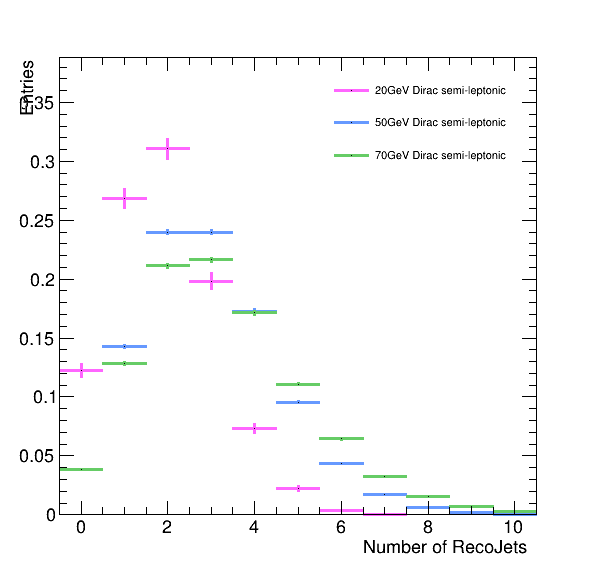 Entries
0.35
0.3
0.25
0.2
0.15
0.1
0.05
0
20GeV Dirac semi-leptonic
50GeV Dirac semi-leptonic
70GeV Dirac semi-leptonic
0 2 4 6 8 10
Number of RecoJets